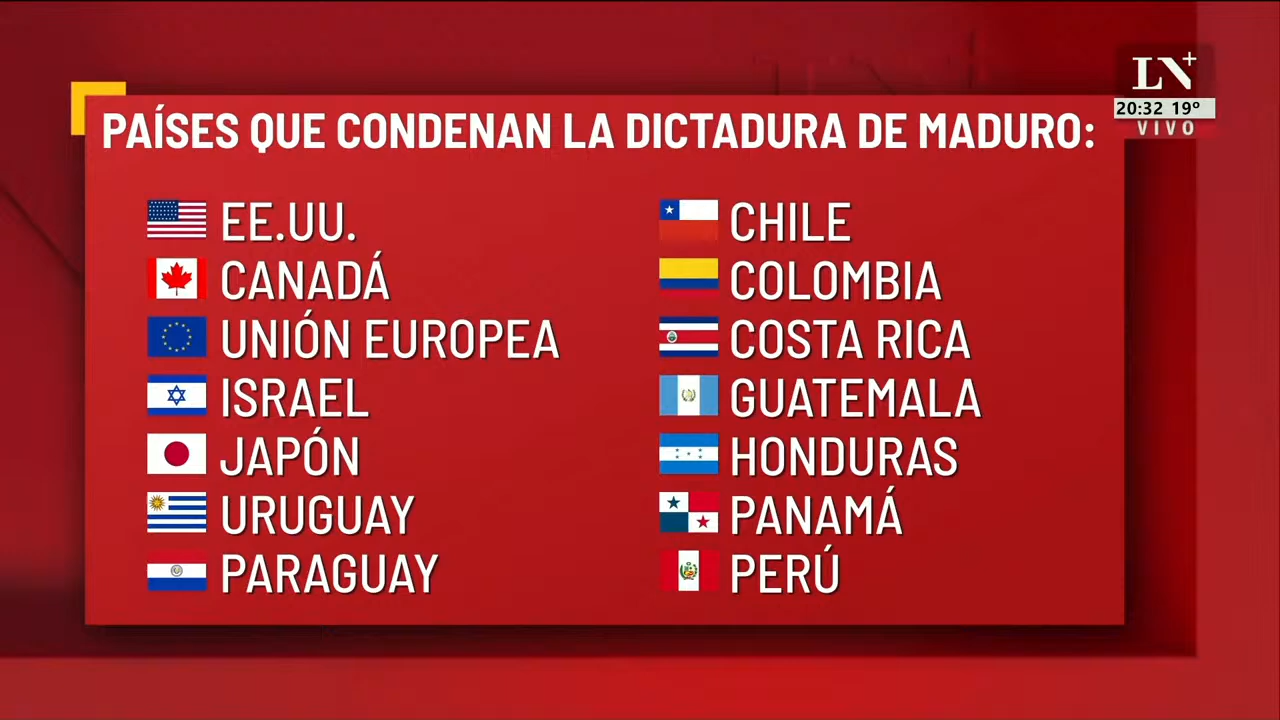 LN+
20:32 19°
VIVO
PAÍSES QUE CONDENAN LA DICTADURA DE MADURO:
EE.UU.
CANADÁ
UNIÓN EUROPEA
ISRAEL
JAPÓN
URUGUAY
PARAGUAY
CHILE
COLOMBIA
COSTA RICA
GUATEMALA
HONDURAS
PANAMÁ
PERÚ